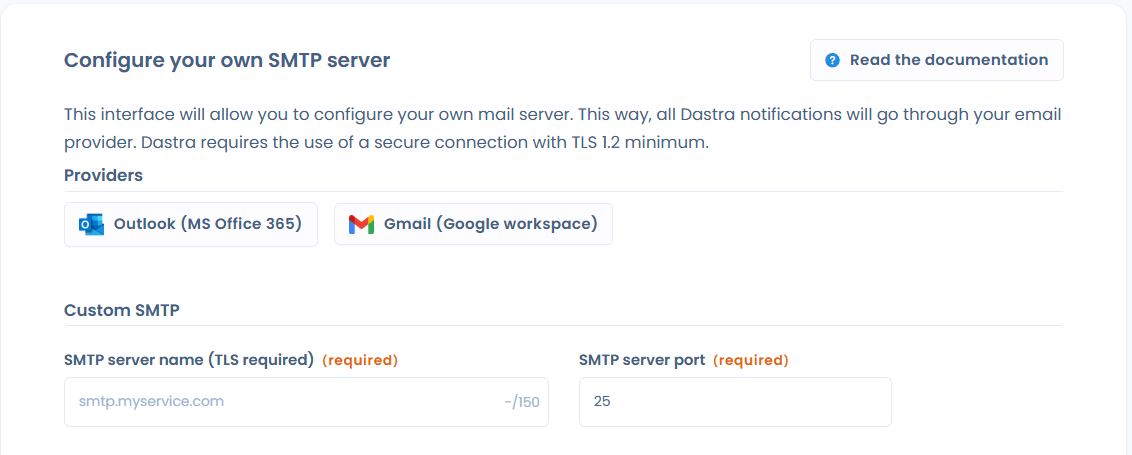 Configure your own SMTP server
Read the documentation
This interface will allow you to configure your own mail server. This way, all Dastra notifications will go through your email
provider. Dastra requires the use of a secure connection with TLS 1.2 minimum.
Providers
Outlook (MS Office 365)
Gmail (Google workspace)
Custom SMTP
SMTP server name (TLS required) (required)
smtp.myservice.com -/150
SMTP server port (required)
25